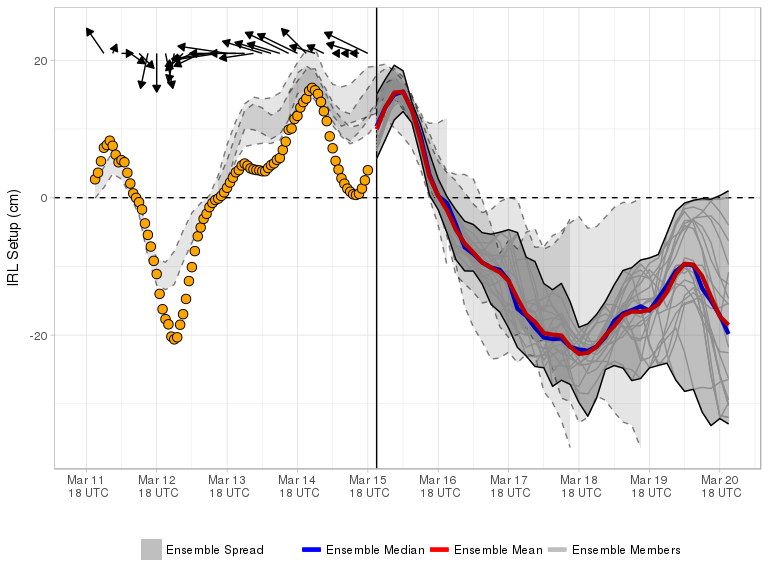 20
0
-20
IRL Setup (cm)
Mar 11 Mar 12 Mar 13 Mar 14 Mar 15 Mar 16 Mar 17 Mar 18 Mar 19 Mar 20
18 UTC 18 UTC 18 UTC 18 UTC 18 UTC 18 UTC 18 UTC 18 UTC 18 UTC 18 UTC
Ensemble Spread Ensemble Median Ensemble Mean Ensemble Members